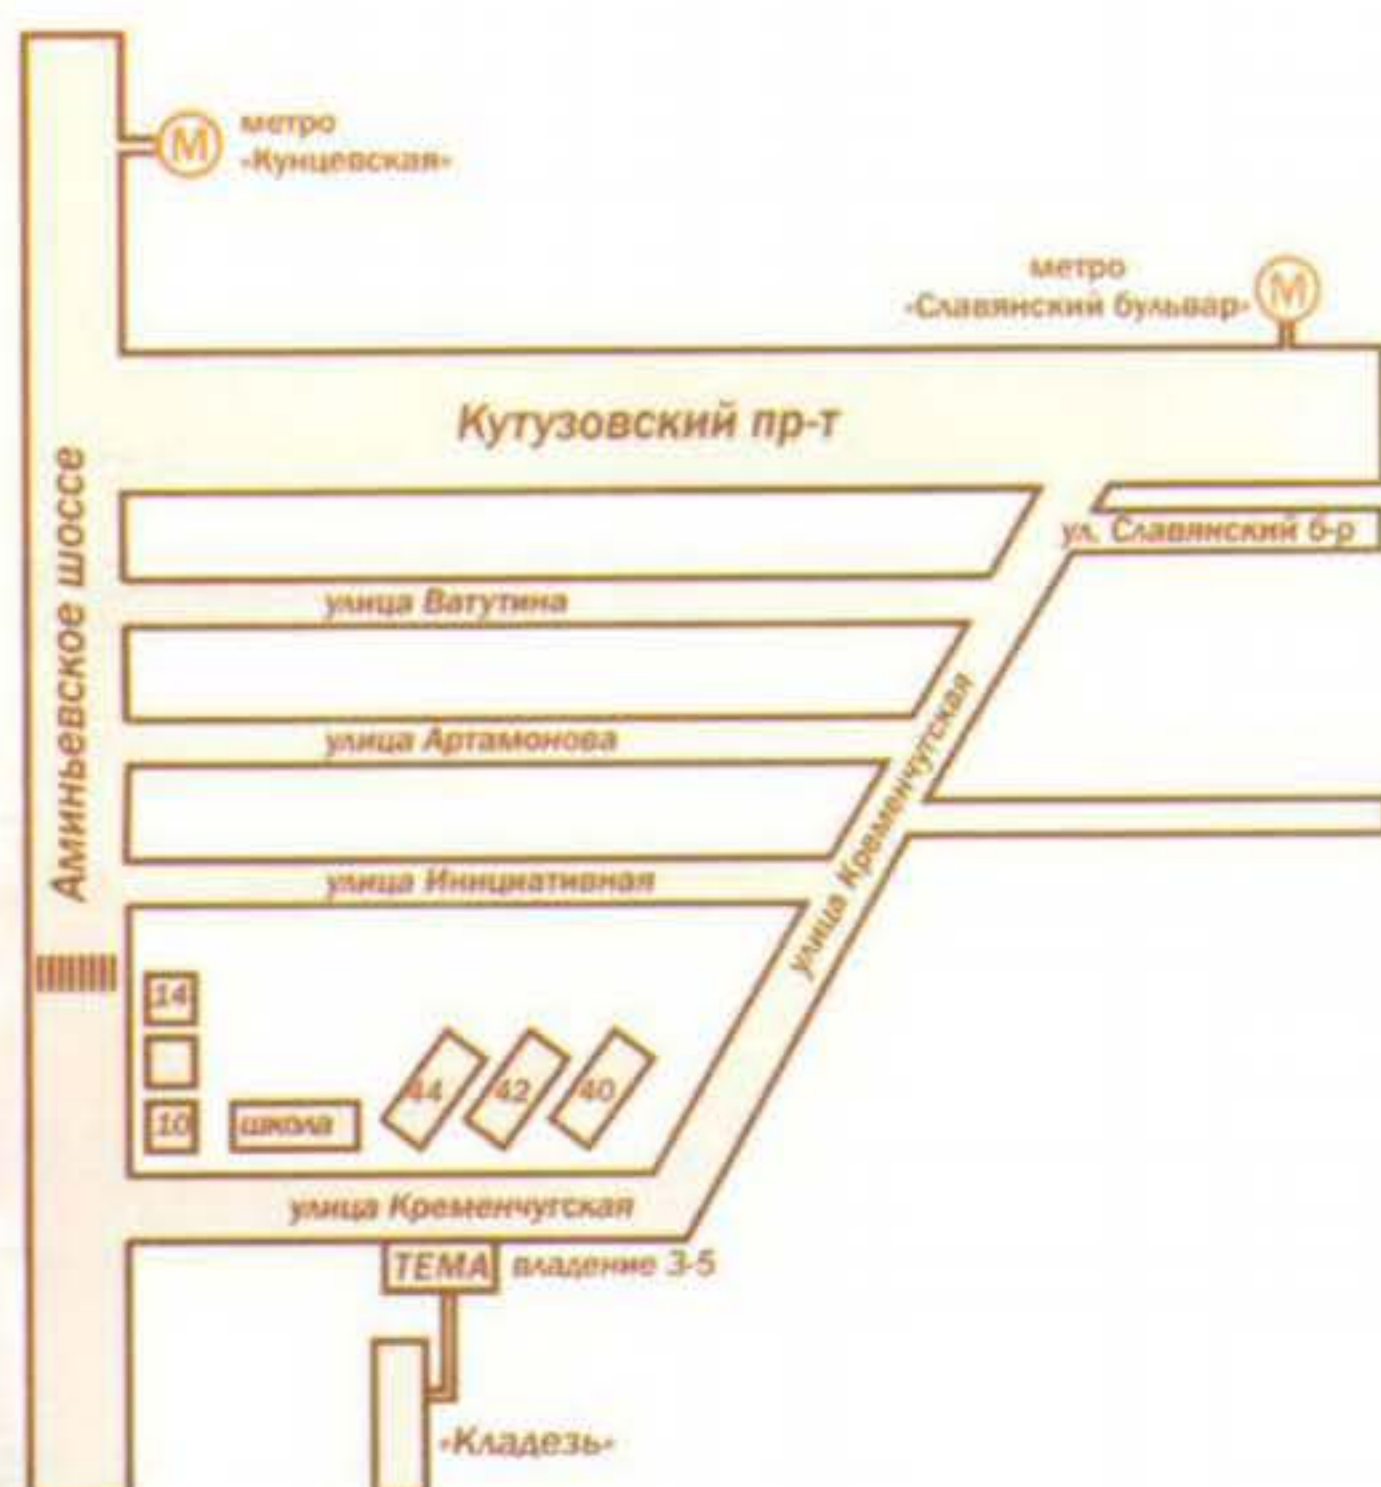 М
метро
«Кунцевская»
метро
«Славянский бульвар»
М
Кутузовский пр-т
ул. Славянский б-р
Аминьевское шоссе
улица Ватутина
улица Артамонова
улица Кременчугская
улица Инициативная
14
44
42
40
10
школа
улица Кременчугская
ТЕМА
владение 3-5
«Кладезь»